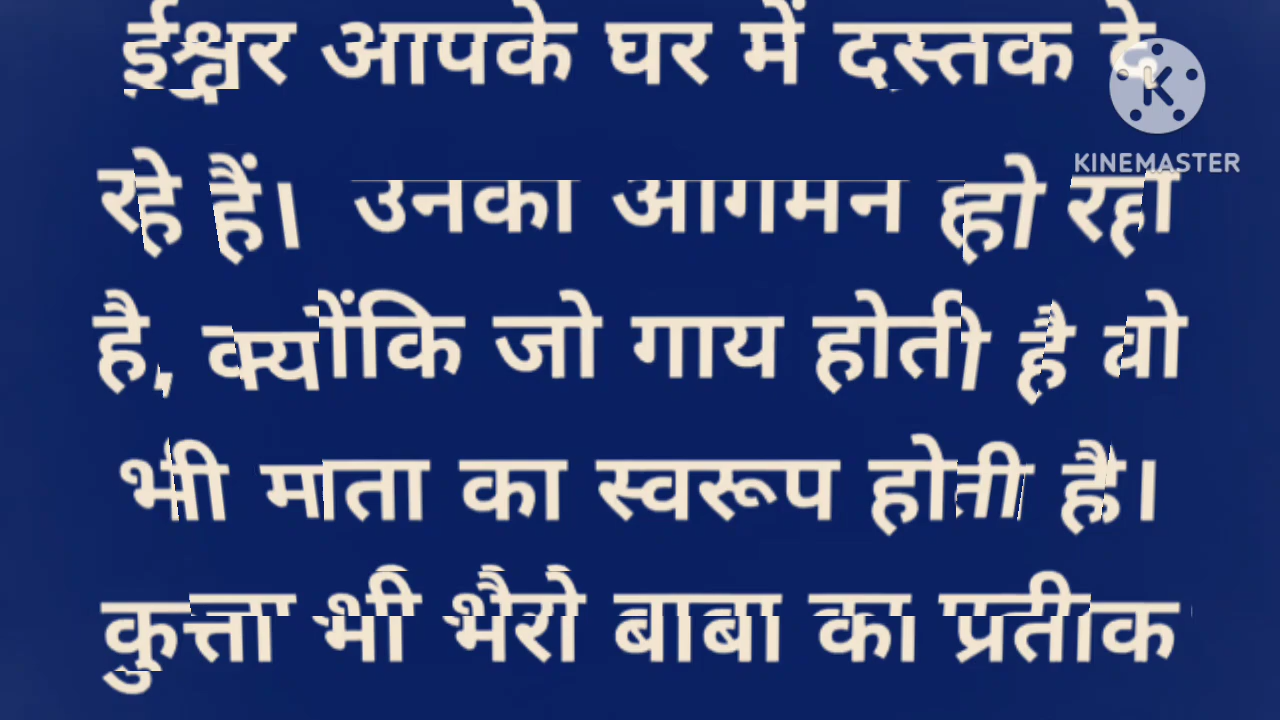 ईश्वर आपके घर में दस्तक दे
रहे हैं। उनका आगमन हो रहा
है, क्योंकि जो गाय होती है वो
भी माता का स्वरूप होती है।
कुत्ता भी भैरो बाबा का प्रतीक
KINEMASTER